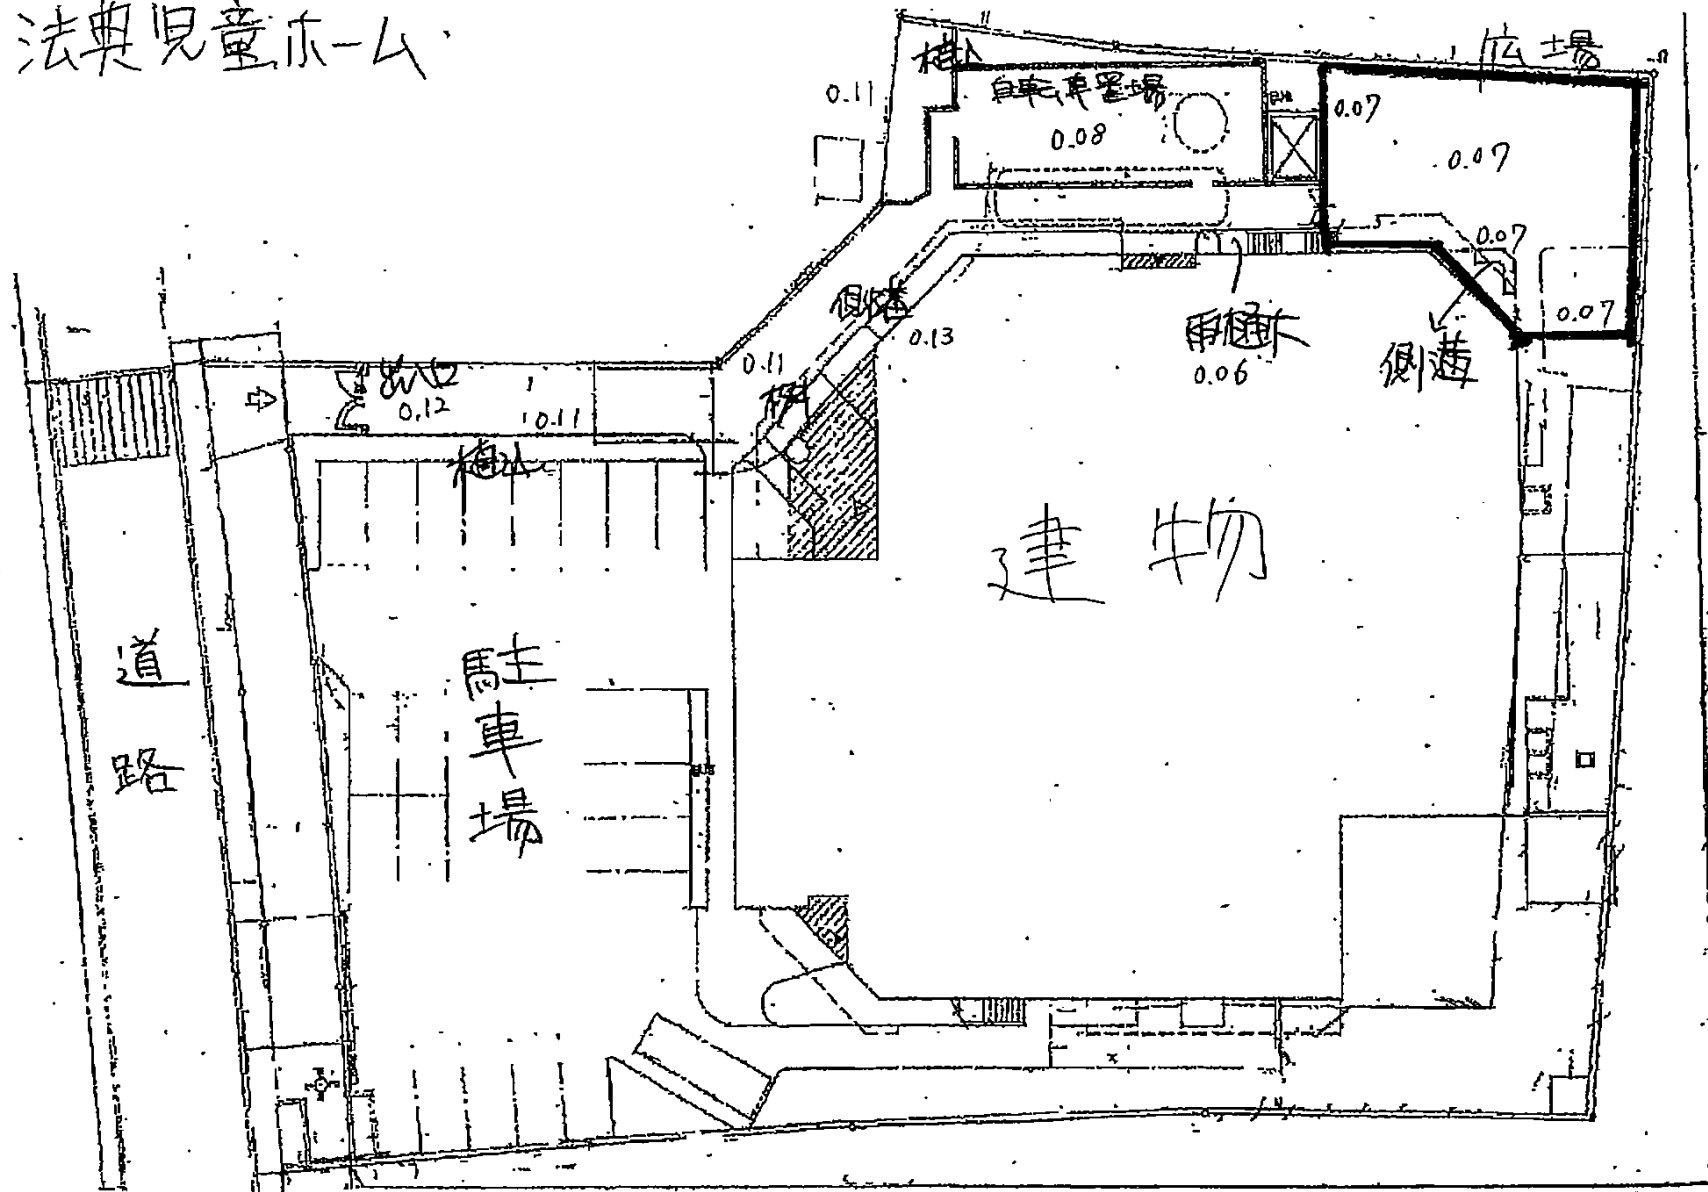 法典児童ホーム
広場
植込
0.11
自転車置場
0.08
0.07
0.07
0.07
0.07
側溝
0.13
雨樋下
0.06
側溝
0.11
出入口
0.12
0.11
植込
建物
道路
駐車場